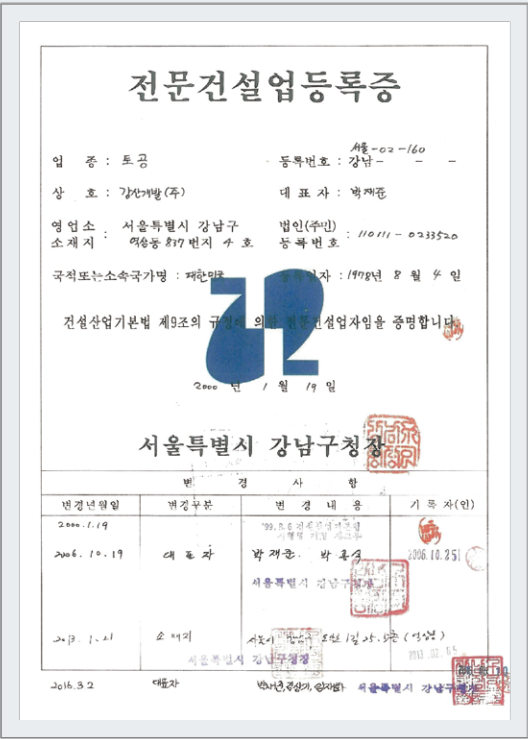 전문건설업등록증
업 종 : 토공
등록번호 : 강남 - - -
서울-02-160
상 호 : 강산개발(주)
대 표 자 : 박재준
영업소 소재지 : 서울특별시 강남구
역삼동 837번지 4 호
법인(주민) 등록번호 : 110111 - 0233520
국적또는소속국가명 : 대한민국
등록일자 : 1978년 8 월 4 일
건설산업기본법 제9조의 규정에 의한 전문건설업자임을 증명합니다.
2000 년 1 월 19 일
서울특별시 강남구청장
변 경 사 항
변경년월일 변경구분 변 경 내 용 기 록 자(인)
2000.1.19
2006.10.19 대 표 자 박재준. 2006.10.25
서울특별시 강남구청장
2013.1.21 소재지
서울특별시 강남구청장
2016.3.2 대표자 서울특별시 강남구청장